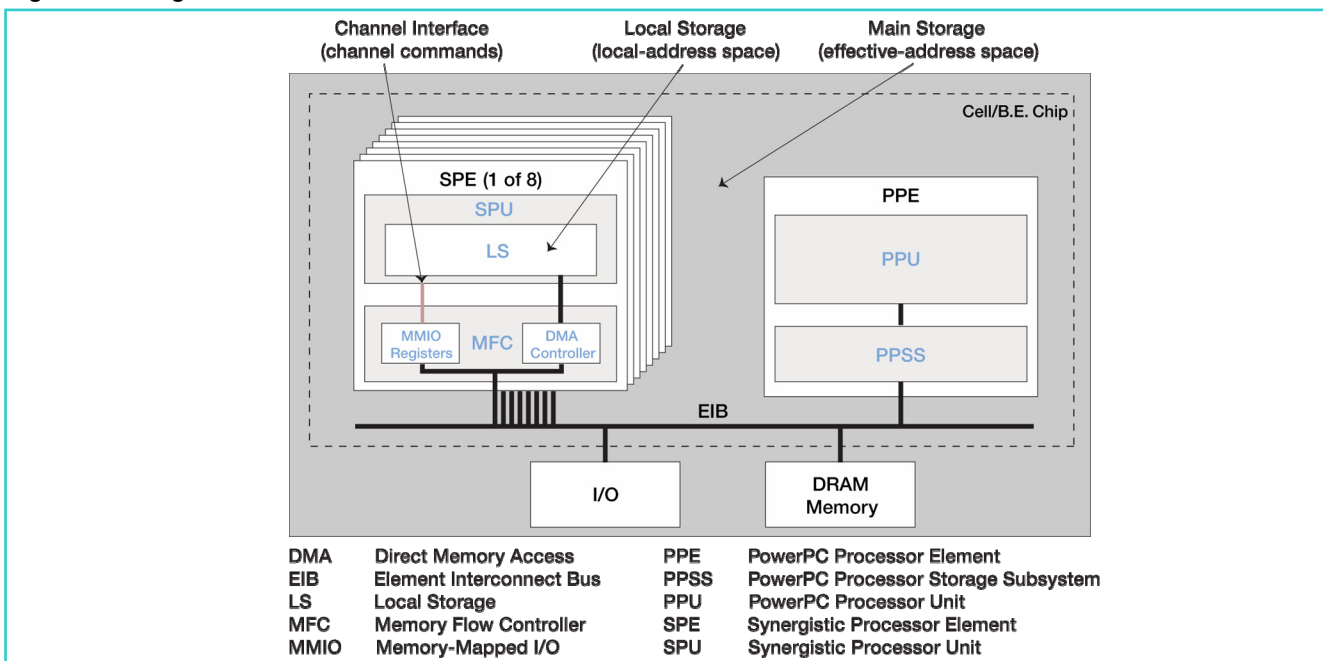 Channel Interface
(channel commands)
Local Storage
(local-address space)
Main Storage
(effective-address space)
Cell/B.E. Chip
SPE (1 of 8)
SPU
LS
MMIO
Registers
MFC
DMA
Controller
PPE
PPU
PPSS
EIB
I/O
DRAM
Memory
DMA Direct Memory Access
EIB Element Interconnect Bus
LS Local Storage
MFC Memory Flow Controller
MMIO Memory-Mapped I/O
PPE PowerPC Processor Element
PPSS PowerPC Processor Storage Subsystem
PPU PowerPC Processor Unit
SPE Synergistic Processor Element
SPU Synergistic Processor Unit